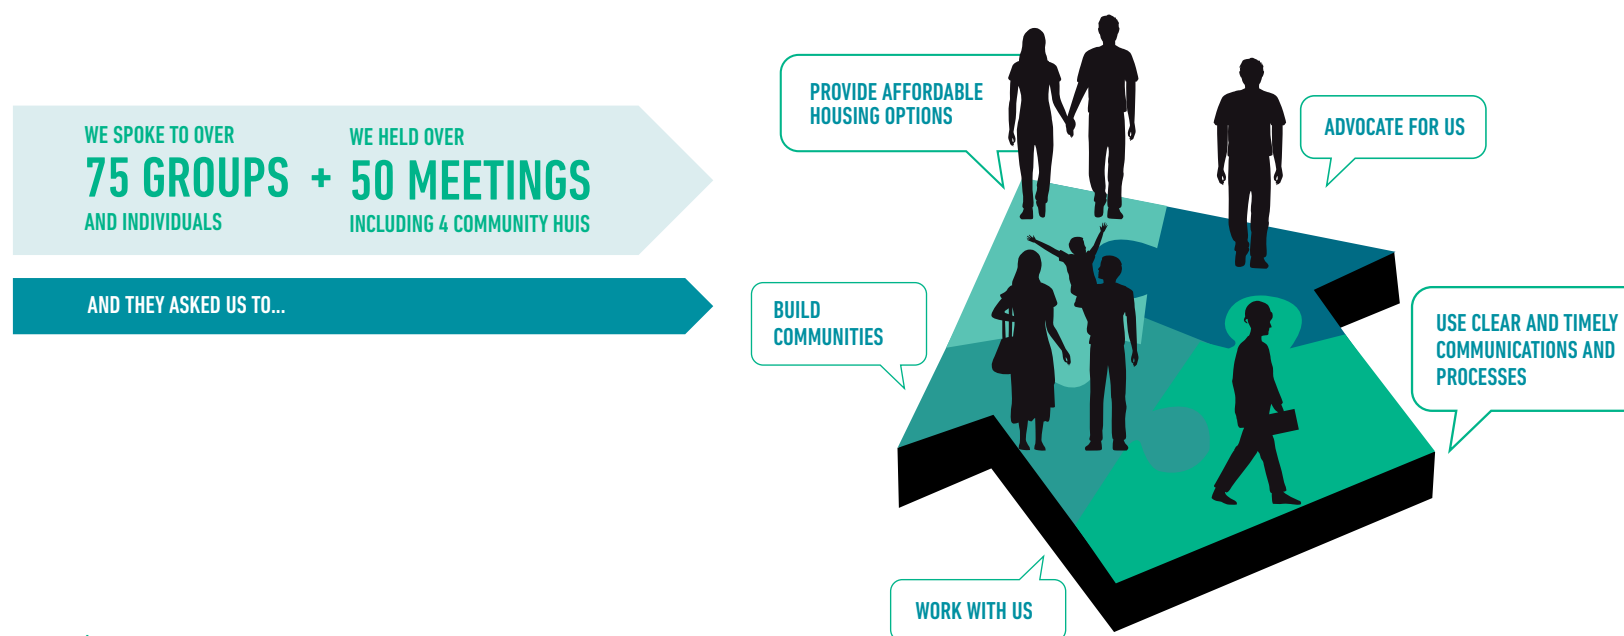 WE SPOKE TO OVER
75 GROUPS
AND INDIVIDUALS
+
WE HELD OVER
50 MEETINGS
INCLUDING 4 COMMUNITY HUIS
AND THEY ASKED US TO...
PROVIDE AFFORDABLE
HOUSING OPTIONS
ADVOCATE FOR US
BUILD
COMMUNITIES
USE CLEAR AND TIMELY
COMMUNICATIONS AND
PROCESSES
WORK WITH US